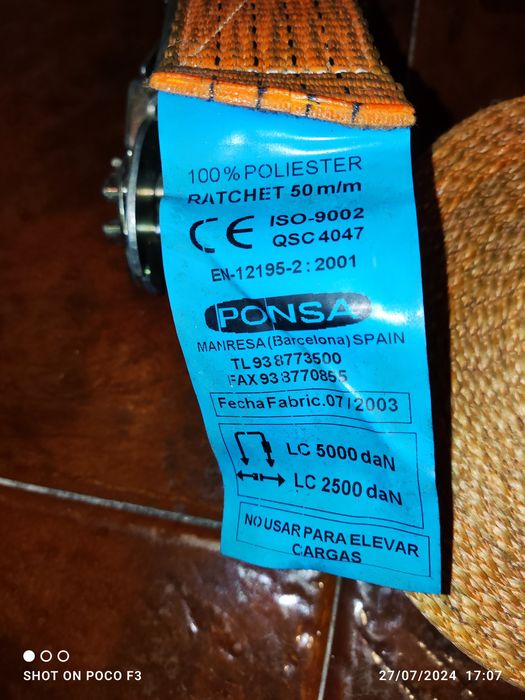 100% POLIESTER
RATCHET 50 m/m
CE ISO-9002
QSC 4047
EN-12195-2 : 2001
PONSA
MANRESA (Barcelona) SPAIN
TL 93 8773500
FAX 93 8770855
Fecha Fabric. 07 / 2003
LC 5000 daN
LC 2500 daN
NO USAR PARA ELEVAR
CARGAS
SHOT ON POCO F3
27/07/2024 17:07